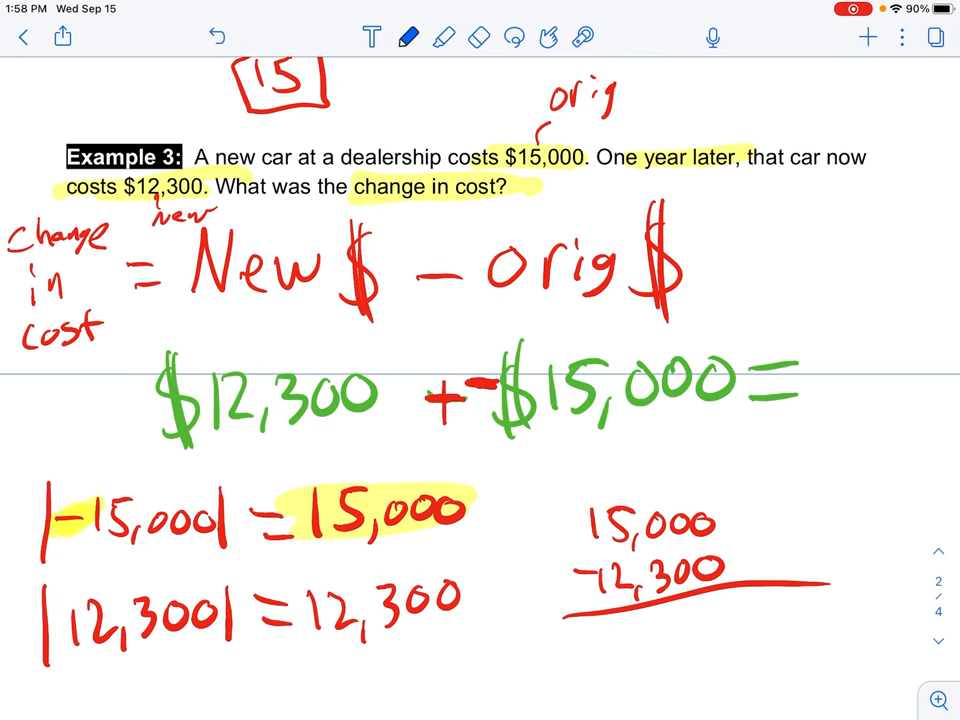 1:58 PM Wed Sep 15
90%
T
15
orig
Example 3: A new car at a dealership costs $15,000. One year later, that car now
costs $12,300. What was the change in cost?
new
change
in
cost
= New $ - orig $
$12,300 + -$15,000 =
|-15,000| = 15,000
|12,300| = 12,300
15,000
-12,300
2
/
4